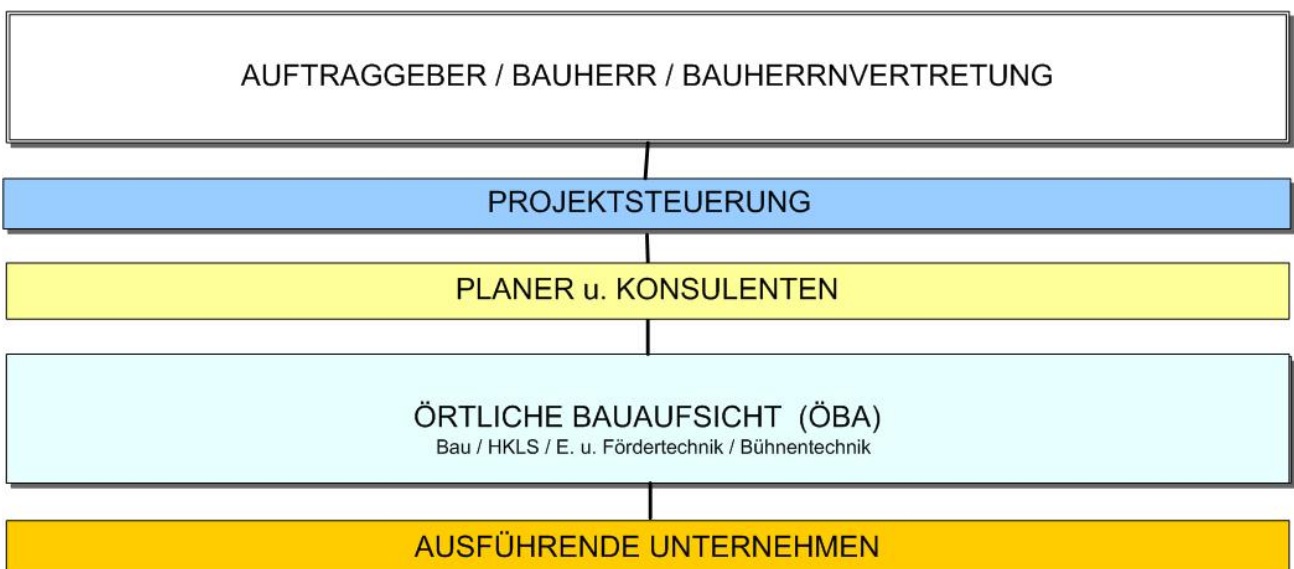 AUFTRAGGEBER / BAUHERR / BAUHERRNVERTRETUNG
PROJEKTSTEUERUNG
PLANER u. KONSULENTEN
ÖRTLICHE BAUAUFSICHT (ÖBA)
Bau / HKLS / E. u. Fördertechnik / Bühnentechnik
AUSFÜHRENDE UNTERNEHMEN